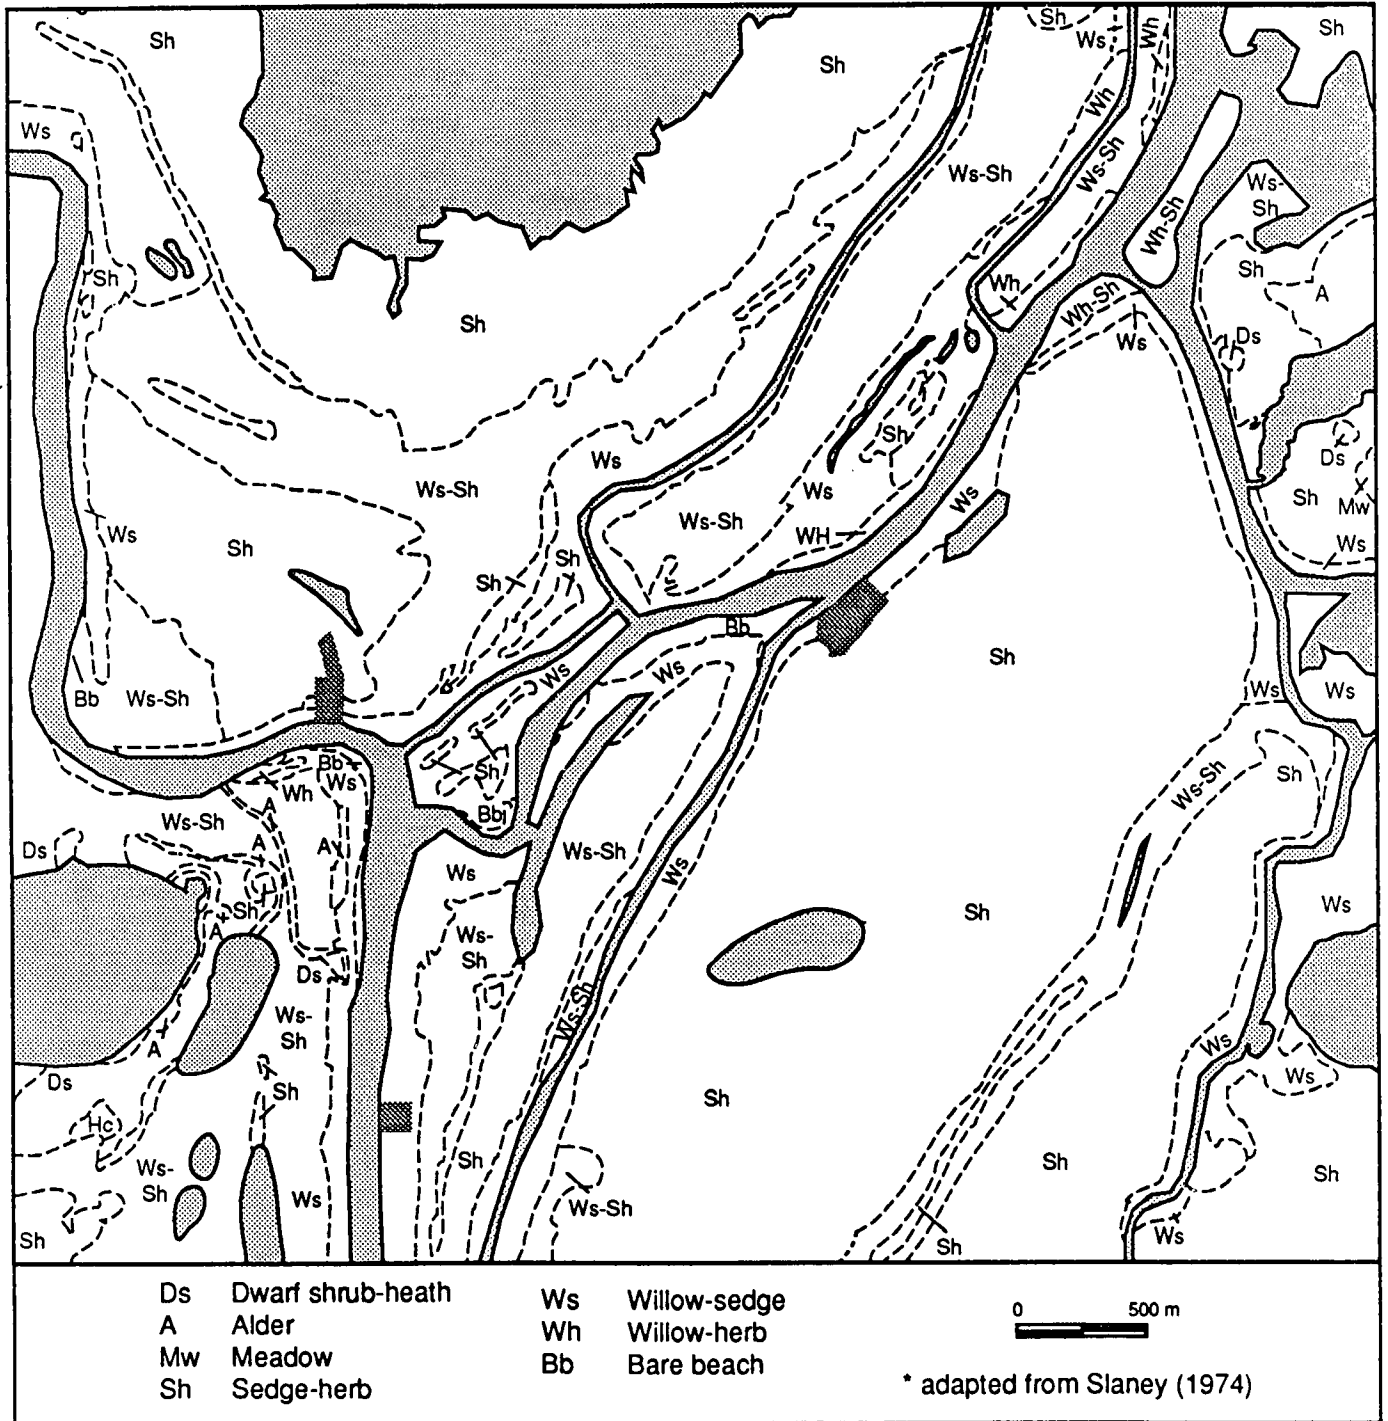 Sh
Sh
Ws
Wh
Sh
Sh
Ws
Wh
Ws-Sh
Ws-Sh
Ws-
Sh
Wh-Sh
Sh
Sh
A
Wh
Wh-Sh
Sh
Ws
Ds
Sh
Ds
Ws
Ws-Sh
Ws
Ws
Sh
Mw
Ws-Sh
WH
Ws
Ws
Sh
Sh
Sh
Bb
Sh
Ws
Ws
Ws
Ws
Bb
Ws-Sh
Bb
Ws
Wh
Sh
Ws-Sh
Sh
A
Bb
Ws-Sh
A
A
Ds
Ws-Sh
Ws
Ws
Sh
Sh
Ws
A
Ws-
Sh
Ds
Ws-Sh
Ws-
Sh
A
Ws
Ds
Ws
Sh
Sh
Hc
Ws-
Sh
Sh
Sh
Sh
Ws
Ws-Sh
Ws
Sh
Sh
Ds Dwarf shrub-heath
A Alder
Mw Meadow
Sh Sedge-herb
Ws Willow-sedge
Wh Willow-herb
Bb Bare beach
0 500 m
* adapted from Slaney (1974)